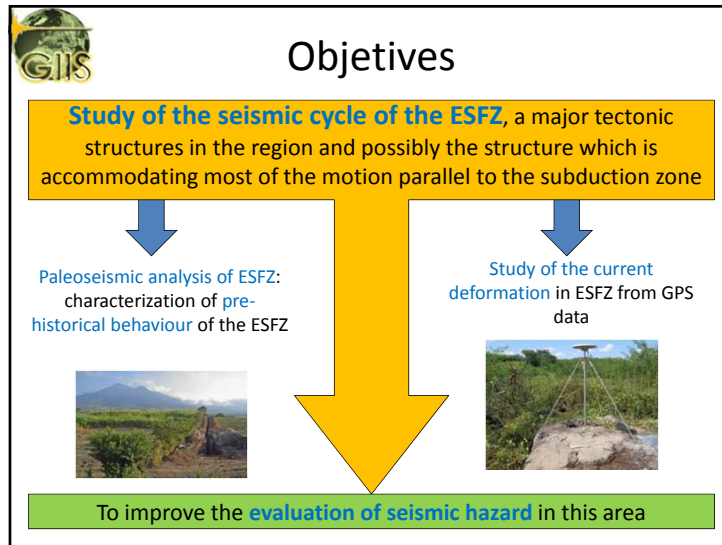 GIIS
Objetives
Study of the seismic cycle of the ESFZ, a major tectonic
structures in the region and possibly the structure which is
accommodating most of the motion parallel to the subduction zone
Paleoseismic analysis of ESFZ:
characterization of pre-
historical behaviour of the ESFZ
Study of the current
deformation in ESFZ from GPS
data
To improve the evaluation of seismic hazard in this area